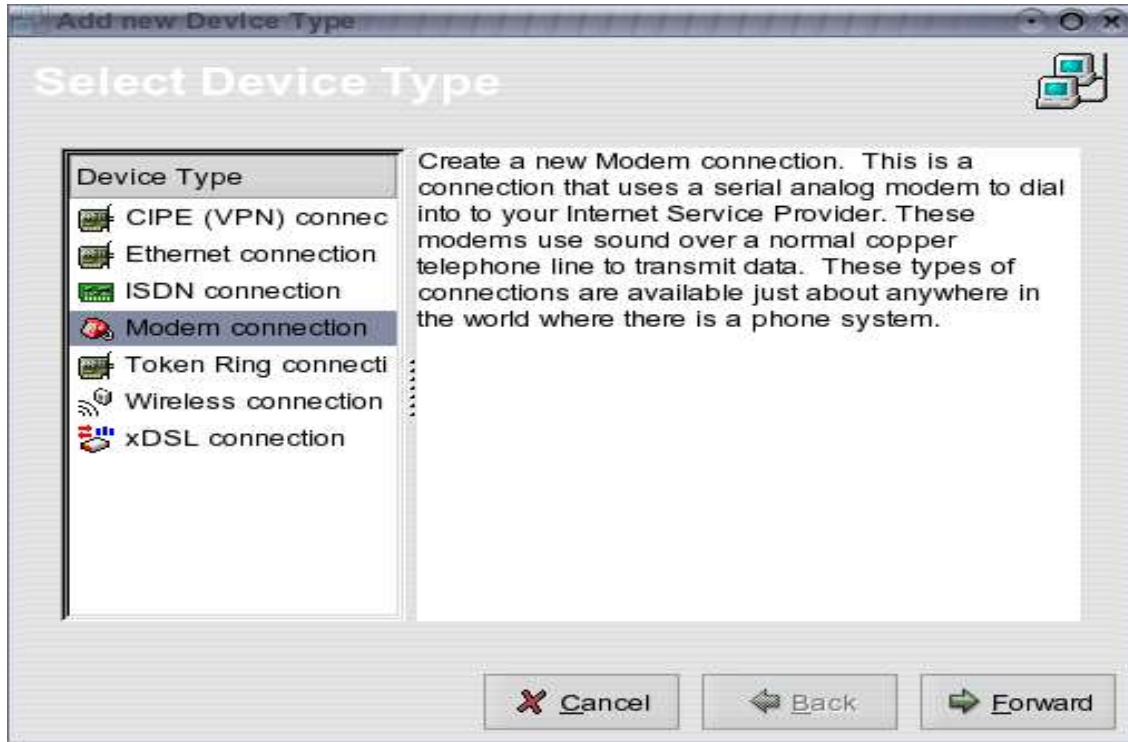 Add new Device Type
Select Device Type
Device Type
CIPE (VPN) connec
Ethernet connection
ISDN connection
Modem connection
Token Ring connecti
Wireless connection
xDSL connection
Create a new Modem connection.  This is a
connection that uses a serial analog modem to dial
into to your Internet Service Provider. These
modems use sound over a normal copper
telephone line to transmit data.  These types of
connections are available just about anywhere in
the world where there is a phone system.
Cancel
Back
Forward